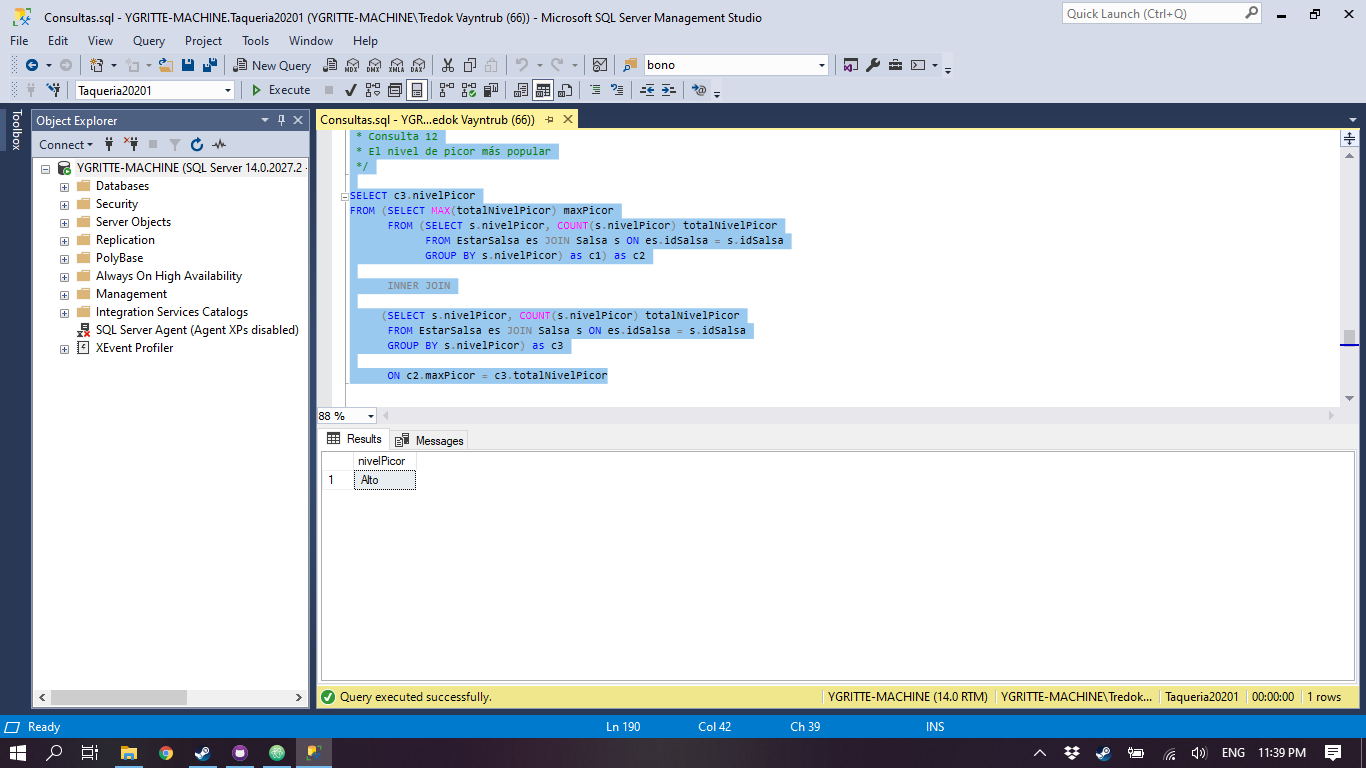 Consultas.sql - YGRITTE-MACHINE.Taqueria20201 (YGRITTE-MACHINE\Tredok Vayntrub (66)) - Microsoft SQL Server Management Studio
Quick Launch (Ctrl+Q)
File Edit View Query Project Tools Window Help
New Query
MDX DMX XMLA DAX
bono
Taqueria20201
Execute
Toolbox
Object Explorer
Connect
YGRITTE-MACHINE (SQL Server 14.0.2027.2 -
Databases
Security
Server Objects
Replication
PolyBase
Always On High Availability
Management
Integration Services Catalogs
SQL Server Agent (Agent XPs disabled)
XEvent Profiler
Consultas.sql - YGR...edok Vayntrub (66))
* Consulta 12
* El nivel de picor más popular
*/
SELECT c3.nivelPicor
FROM (SELECT MAX(totalNivelPicor) maxPicor
FROM (SELECT s.nivelPicor, COUNT(s.nivelPicor) totalNivelPicor
FROM EstarSalsa es JOIN Salsa s ON es.idSalsa = s.idSalsa
GROUP BY s.nivelPicor) as c1) as c2
INNER JOIN
(SELECT s.nivelPicor, COUNT(s.nivelPicor) totalNivelPicor
FROM EstarSalsa es JOIN Salsa s ON es.idSalsa = s.idSalsa
GROUP BY s.nivelPicor) as c3
ON c2.maxPicor = c3.totalNivelPicor
88 %
Results Messages
nivelPicor
1 Alto
Query executed successfully.
YGRITTE-MACHINE (14.0 RTM) YGRITTE-MACHINE\Tredok... Taqueria20201 00:00:00 1 rows
Ready Ln 190 Col 42 Ch 39 INS
ENG 11:39 PM